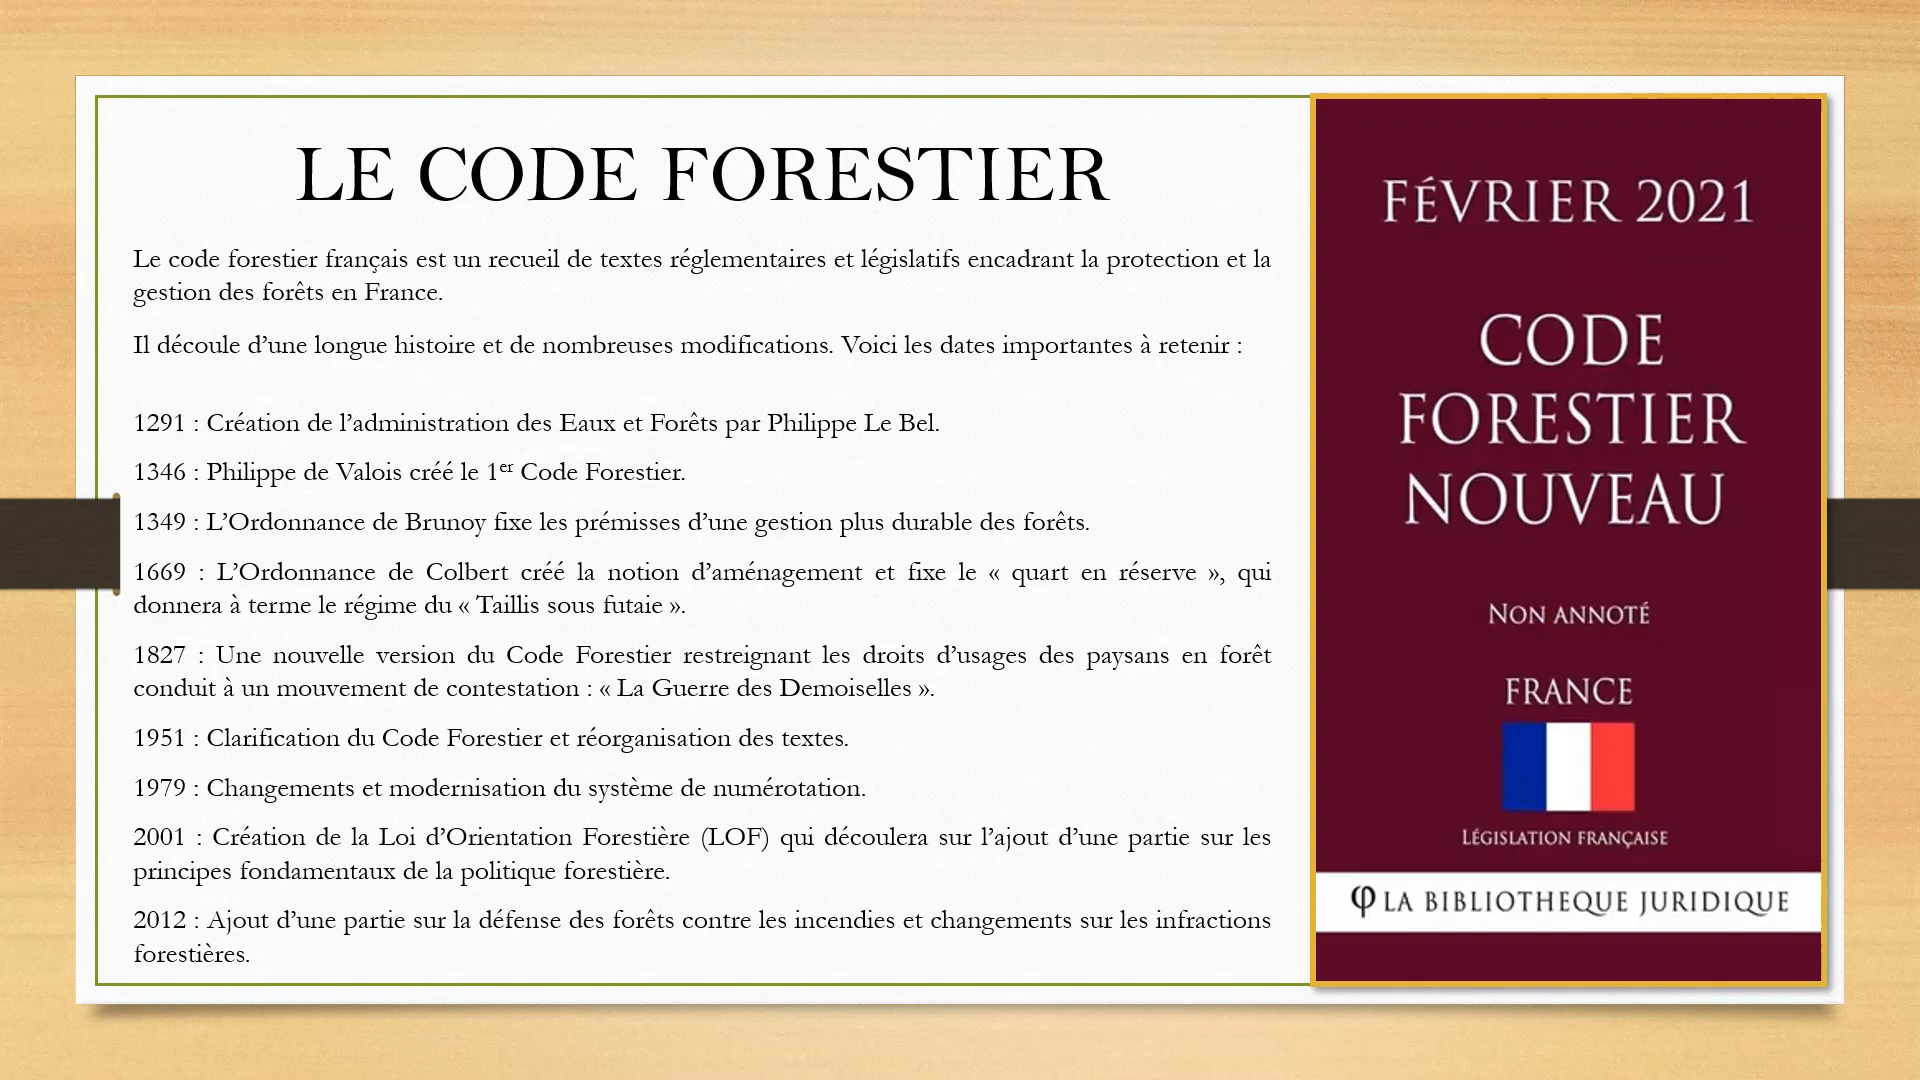 LE CODE FORESTIER
Le code forestier français est un recueil de textes réglementaires et législatifs encadrant la protection et la
gestion des forêts en France.
Il découle d’une longue histoire et de nombreuses modifications. Voici les dates importantes à retenir :
1291 : Création de l’administration des Eaux et Forêts par Philippe Le Bel.
1346 : Philippe de Valois créé le 1er Code Forestier.
1349 : L’Ordonnance de Brunoy fixe les prémisses d’une gestion plus durable des forêts.
1669 : L’Ordonnance de Colbert créé la notion d’aménagement et fixe le « quart en réserve », qui
donnera à terme le régime du « Taillis sous futaie ».
1827 : Une nouvelle version du Code Forestier restreignant les droits d’usages des paysans en forêt
conduit à un mouvement de contestation : « La Guerre des Demoiselles ».
1951 : Clarification du Code Forestier et réorganisation des textes.
1979 : Changements et modernisation du système de numérotation.
2001 : Création de la Loi d’Orientation Forestière (LOF) qui découlera sur l’ajout d’une partie sur les
principes fondamentaux de la politique forestière.
2012 : Ajout d’une partie sur la défense des forêts contre les incendies et changements sur les infractions
forestières.
FÉVRIER 2021
CODE
FORESTIER
NOUVEAU
NON ANNOTÉ
FRANCE
LÉGISLATION FRANÇAISE
φ LA BIBLIOTHEQUE JURIDIQUE